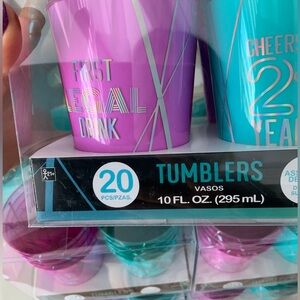 FIRST
LEGAL
DRINK
CHEERS
2
YEA
20
PCS/PZAS.
TUMBLERS
VASOS
10 FL. OZ. (295 mL)